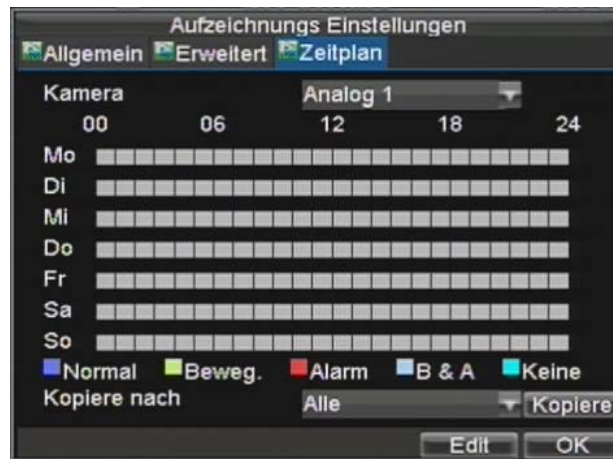 Aufzeichnungs Einstellungen
Allgemein Erweitert Zeitplan
Kamera Analog 1
00 06 12 18 24
Mo
Di
Mi
Do
Fr
Sa
So
Normal Beweg. Alarm B & A Keine
Kopiere nach Alle Kopiere
Edit OK